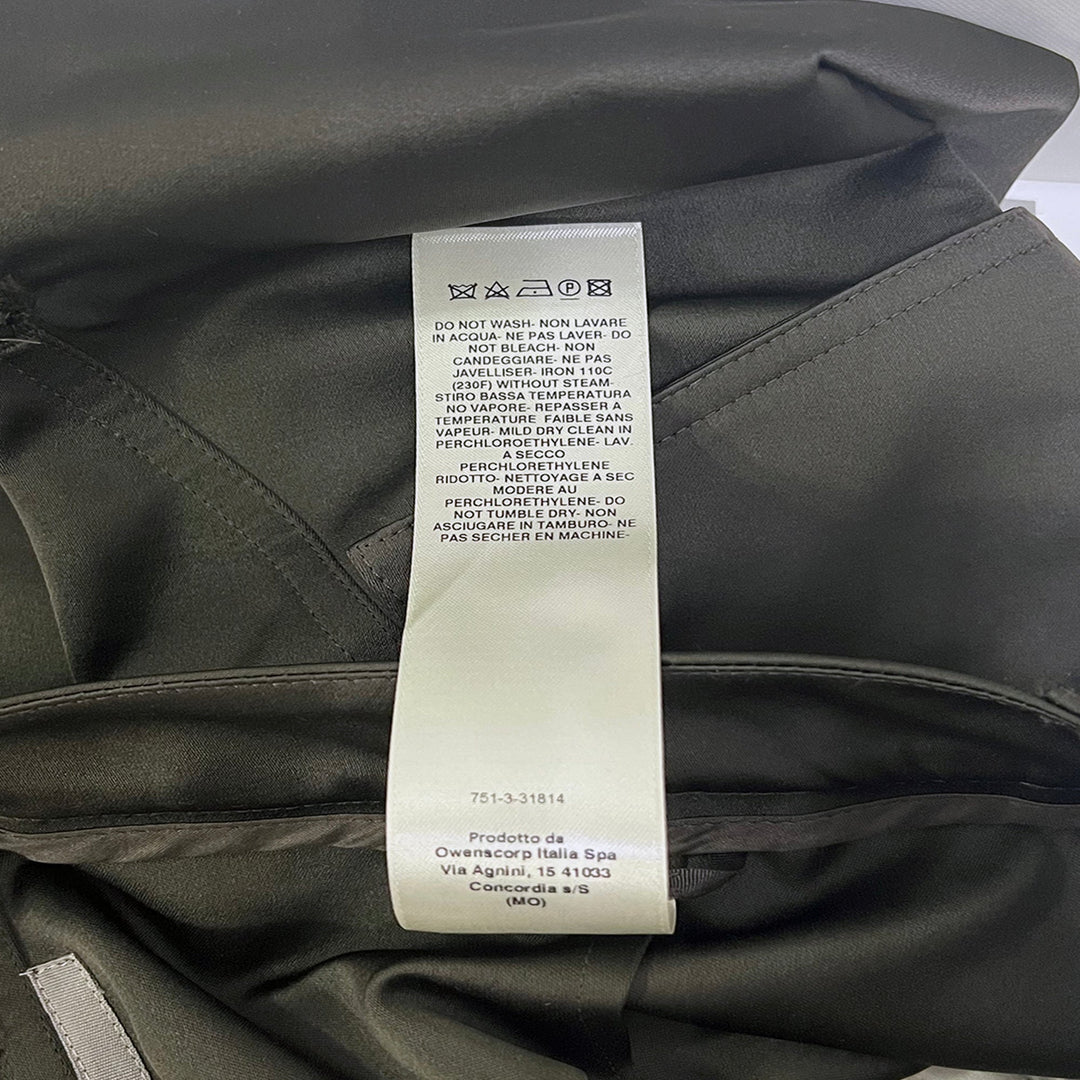 P
DO NOT WASH- NON LAVARE
IN ACQUA- NE PAS LAVER- DO
NOT BLEACH- NON
CANDEGGIARE- NE PAS
JAVELLISER- IRON 110C
(230F) WITHOUT STEAM-
STIRO BASSA TEMPERATURA
NO VAPORE- REPASSER A
TEMPERATURE FAIBLE SANS
VAPEUR- MILD DRY CLEAN IN
PERCHLOROETHYLENE- LAV.
A SECCO
PERCHLORETHYLENE
RIDOTTO- NETTOYAGE A SEC
MODERE AU
PERCHLORETHYLENE- DO
NOT TUMBLE DRY- NON
ASCIUGARE IN TAMBURO- NE
PAS SECHER EN MACHINE-
751-3-31814
Prodotto da
Owenscorp Italia Spa
Via Agnini, 15 41033
Concordia s/S
(MO)